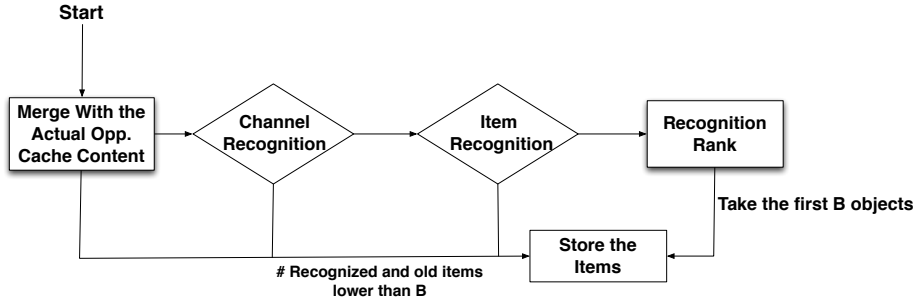 Start
Merge With the
Actual Opp.
Cache Content
Channel
Recognition
Item
Recognition
Recognition
Rank
Take the first B objects
Store the
Items
# Recognized and old items
lower than B